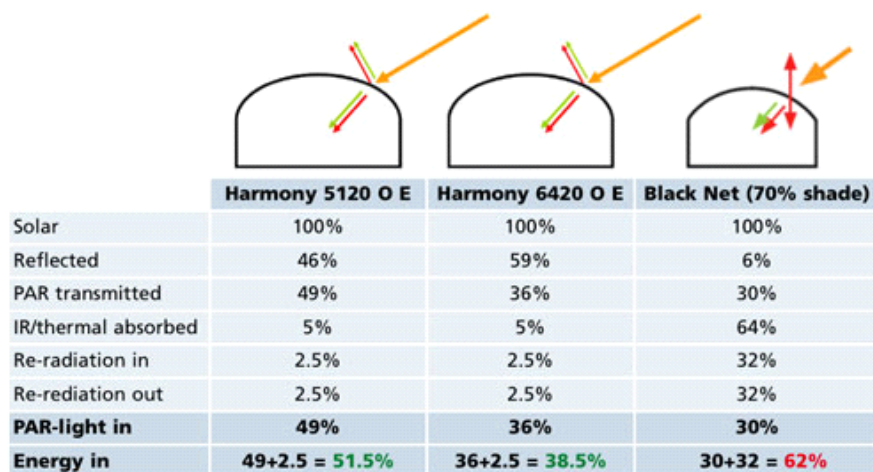 Harmony 5120 O E Harmony 6420 O E Black Net (70% shade)
Solar 100% 100% 100%
Reflected 46% 59% 6%
PAR transmitted 49% 36% 30%
IR/thermal absorbed 5% 5% 64%
Re-radiation in 2.5% 2.5% 32%
Re-rediation out 2.5% 2.5% 32%
PAR-light in 49% 36% 30%
Energy in 49+2.5 = 51.5% 36+2.5 = 38.5% 30+32 = 62%